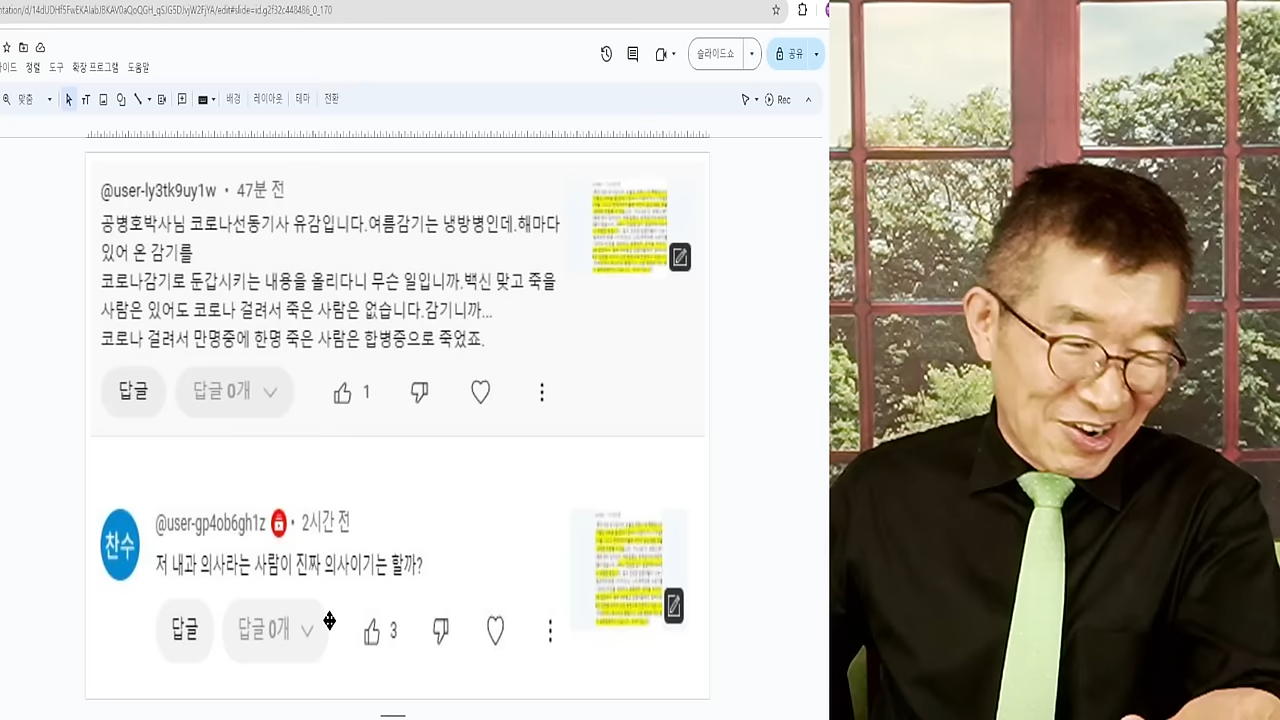 ntation/d/14dUDHf5FwEKAlabJBKAV0aQoQGH_qSJG5DJvjW2FjYA/edit#slide=id.g2f32c448486_0_170
정렬 도구 확장 프로그램 도움말
슬라이드쇼
공유
맞춤
배경 레이아웃 테마 전환
Rec
@user-ly3tk9uy1w • 47분 전
공병호박사님 코로나선동기사 유감입니다.여름감기는 냉방병인데.해마다
있어 온 감기를
코로나감기로 둔갑시키는 내용을 올리다니 무슨 일입니까.백신 맞고 죽을
사람은 있어도 코로나 걸려서 죽은 사람은 없습니다.감기니까...
코로나 걸려서 만명중에 한명 죽은 사람은 합병증으로 죽었죠.
답글 답글 0개 1
찬수
@user-gp4ob6gh1z • 2시간 전
저 내과 의사라는 사람이 진짜 의사이기는 할까?
답글 답글 0개 3